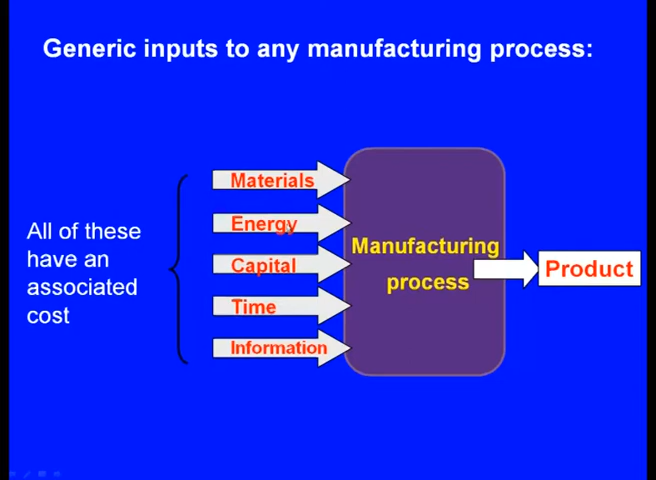 Generic inputs to any manufacturing process:
Materials
Energy
Capital
Time
Information
All of these
have an
associated
cost
Manufacturing
process
Product